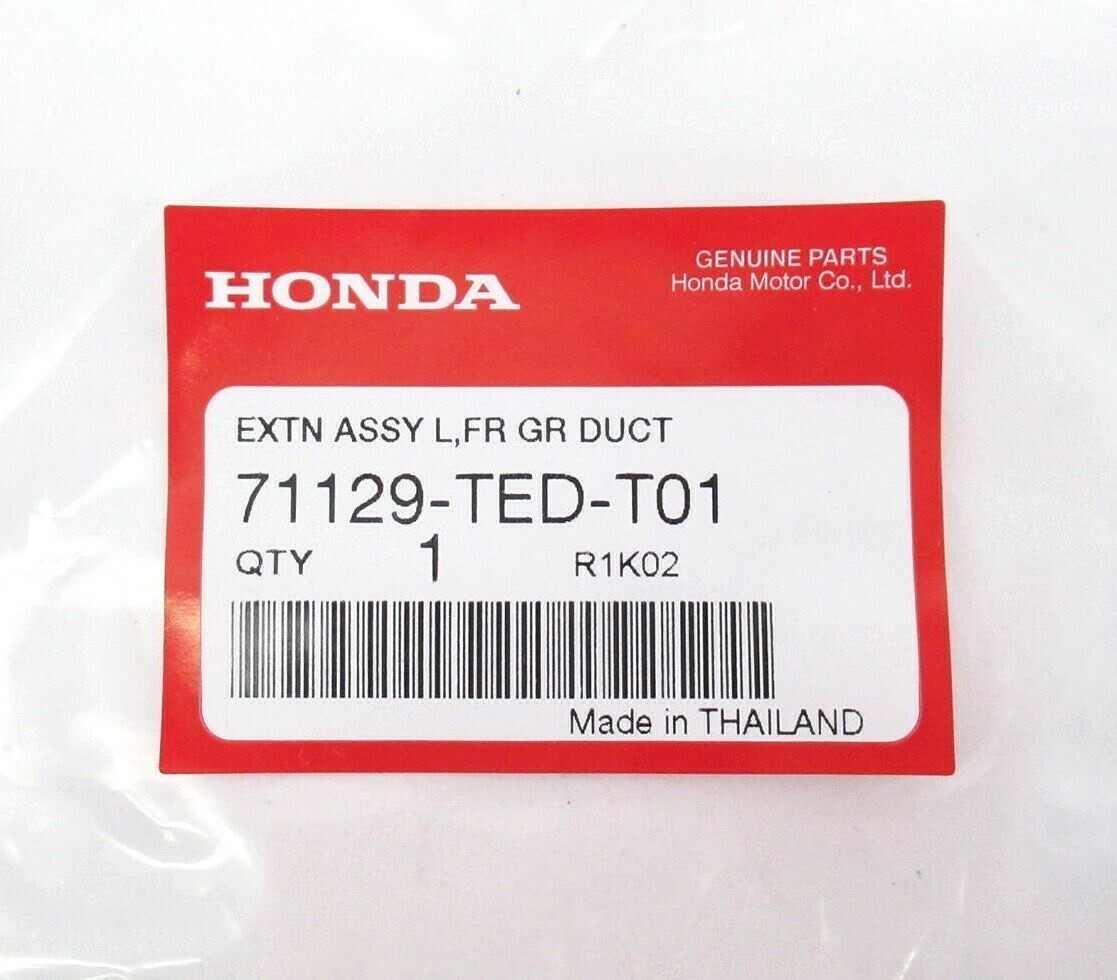 HONDA
GENUINE PARTS
Honda Motor Co., Ltd.
EXTN ASSY L,FR GR DUCT
71129-TED-T01
QTY 1 R1K02
Made in THAILAND